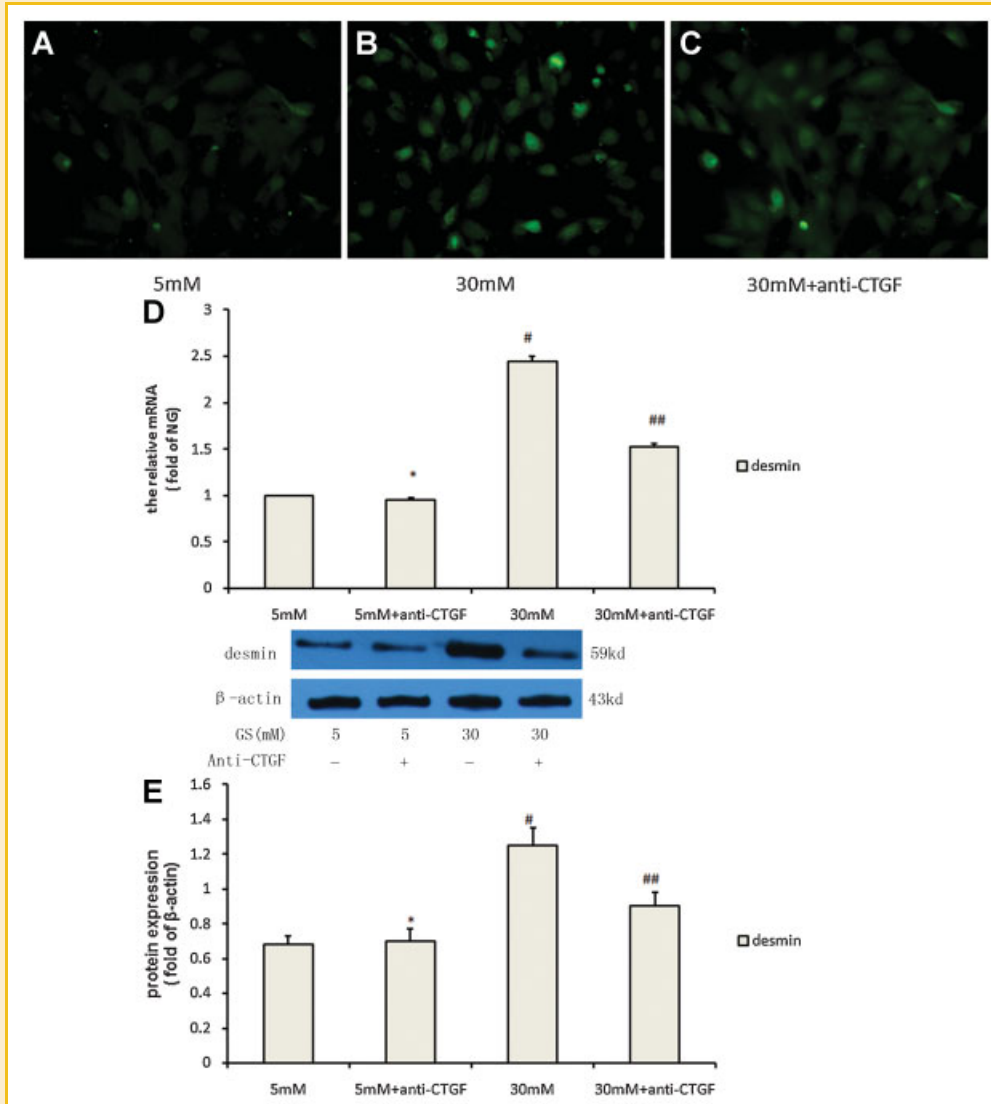 A
B
C
5mM
30mM
30mM+anti-CTGF
D
3
2.5
2
1.5
1
0.5
0
the relative mRNA
( fold of NG)
#
##
*
desmin
5mM
5mM+anti-CTGF
30mM
30mM+anti-CTGF
desmin
59kd
β-actin
43kd
GS(mM) 5 5 30 30
Anti-CTGF − + − +
E
1.6
1.4
1.2
1
0.8
0.6
0.4
0.2
0
protein expression
( fold of β-actin)
#
##
*
desmin
5mM
5mM+anti-CTGF
30mM
30mM+anti-CTGF